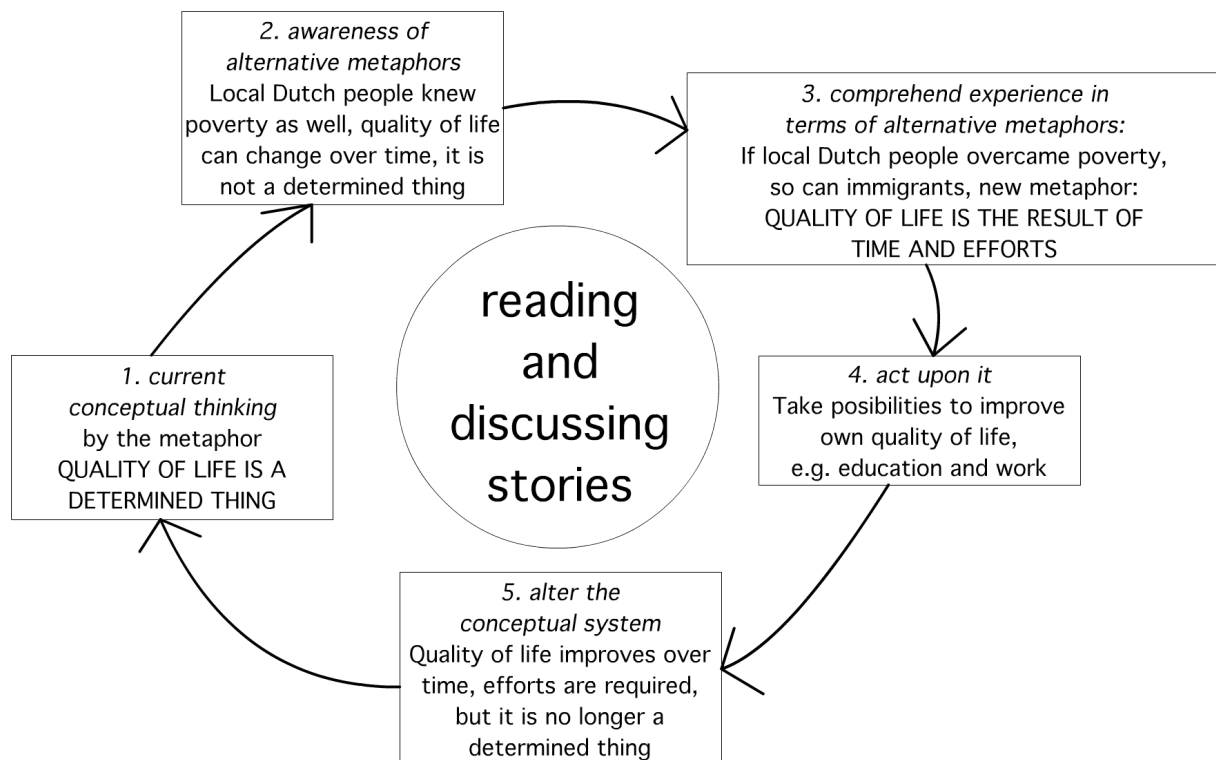 2. awareness of
alternative metaphors
Local Dutch people knew
poverty as well, quality of life
can change over time, it is
not a determined thing
3. comprehend experience in
terms of alternative metaphors:
If local Dutch people overcame poverty,
so can immigrants, new metaphor:
QUALITY OF LIFE IS THE RESULT OF
TIME AND EFFORTS
reading
and
discussing
stories
1. current
conceptual thinking
by the metaphor
QUALITY OF LIFE IS A
DETERMINED THING
4. act upon it
Take posibilities to improve
own quality of life,
e.g. education and work
5. alter the
conceptual system
Quality of life improves over
time, efforts are required,
but it is no longer a
determined thing